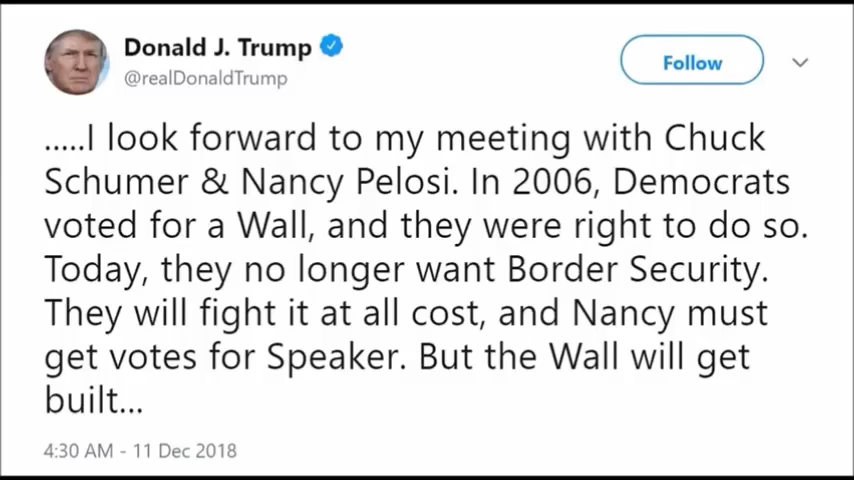 Donald J. Trump
@realDonaldTrump
Follow
.....I look forward to my meeting with Chuck
Schumer & Nancy Pelosi. In 2006, Democrats
voted for a Wall, and they were right to do so.
Today, they no longer want Border Security.
They will fight it at all cost, and Nancy must
get votes for Speaker. But the Wall will get
built...
4:30 AM - 11 Dec 2018